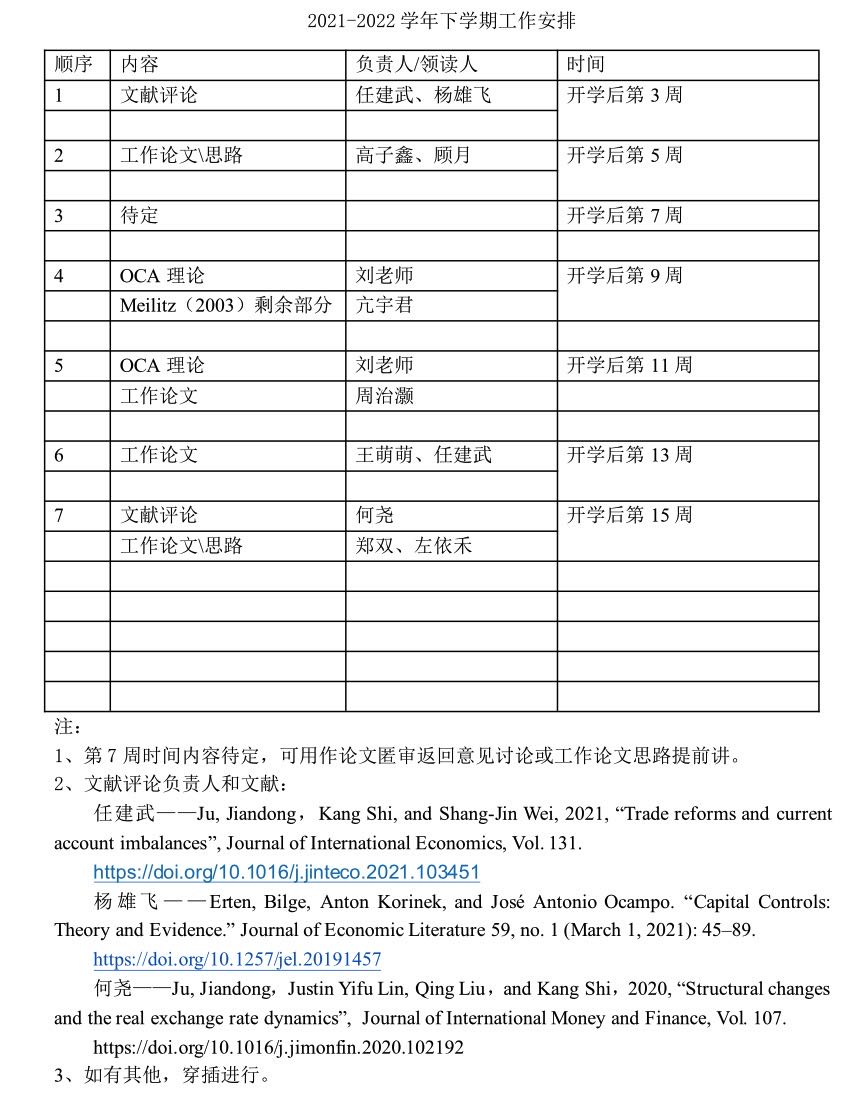 2021-2022 学年下学期工作安排
顺序 内容 负责人/领读人 时间
1 文献评论 任建武、杨雄飞 开学后第 3 周
2 工作论文\思路 高子鑫、顾月 开学后第 5 周
3 待定 开学后第 7 周
4 OCA 理论 刘老师 开学后第 9 周
Meilitz（2003）剩余部分 亢宇君
5 OCA 理论 刘老师 开学后第 11 周
工作论文 周治灏
6 工作论文 王萌萌、任建武 开学后第 13 周
7 文献评论 何尧 开学后第 15 周
工作论文\思路 郑双、左依禾
注：
1、第 7 周时间内容待定，可用作论文匿审返回意见讨论或工作论文思路提前讲。
2、文献评论负责人和文献：
任建武——Ju, Jiandong，Kang Shi, and Shang-Jin Wei, 2021, “Trade reforms and current
account imbalances”, Journal of International Economics, Vol. 131.
https://doi.org/10.1016/j.jinteco.2021.103451
杨雄飞——Erten, Bilge, Anton Korinek, and José Antonio Ocampo. “Capital Controls:
Theory and Evidence.” Journal of Economic Literature 59, no. 1 (March 1, 2021): 45–89.
https://doi.org/10.1257/jel.20191457
何尧——Ju, Jiandong，Justin Yifu Lin, Qing Liu，and Kang Shi，2020, “Structural changes
and the real exchange rate dynamics”, Journal of International Money and Finance, Vol. 107.
https://doi.org/10.1016/j.jimonfin.2020.102192
3、如有其他，穿插进行。